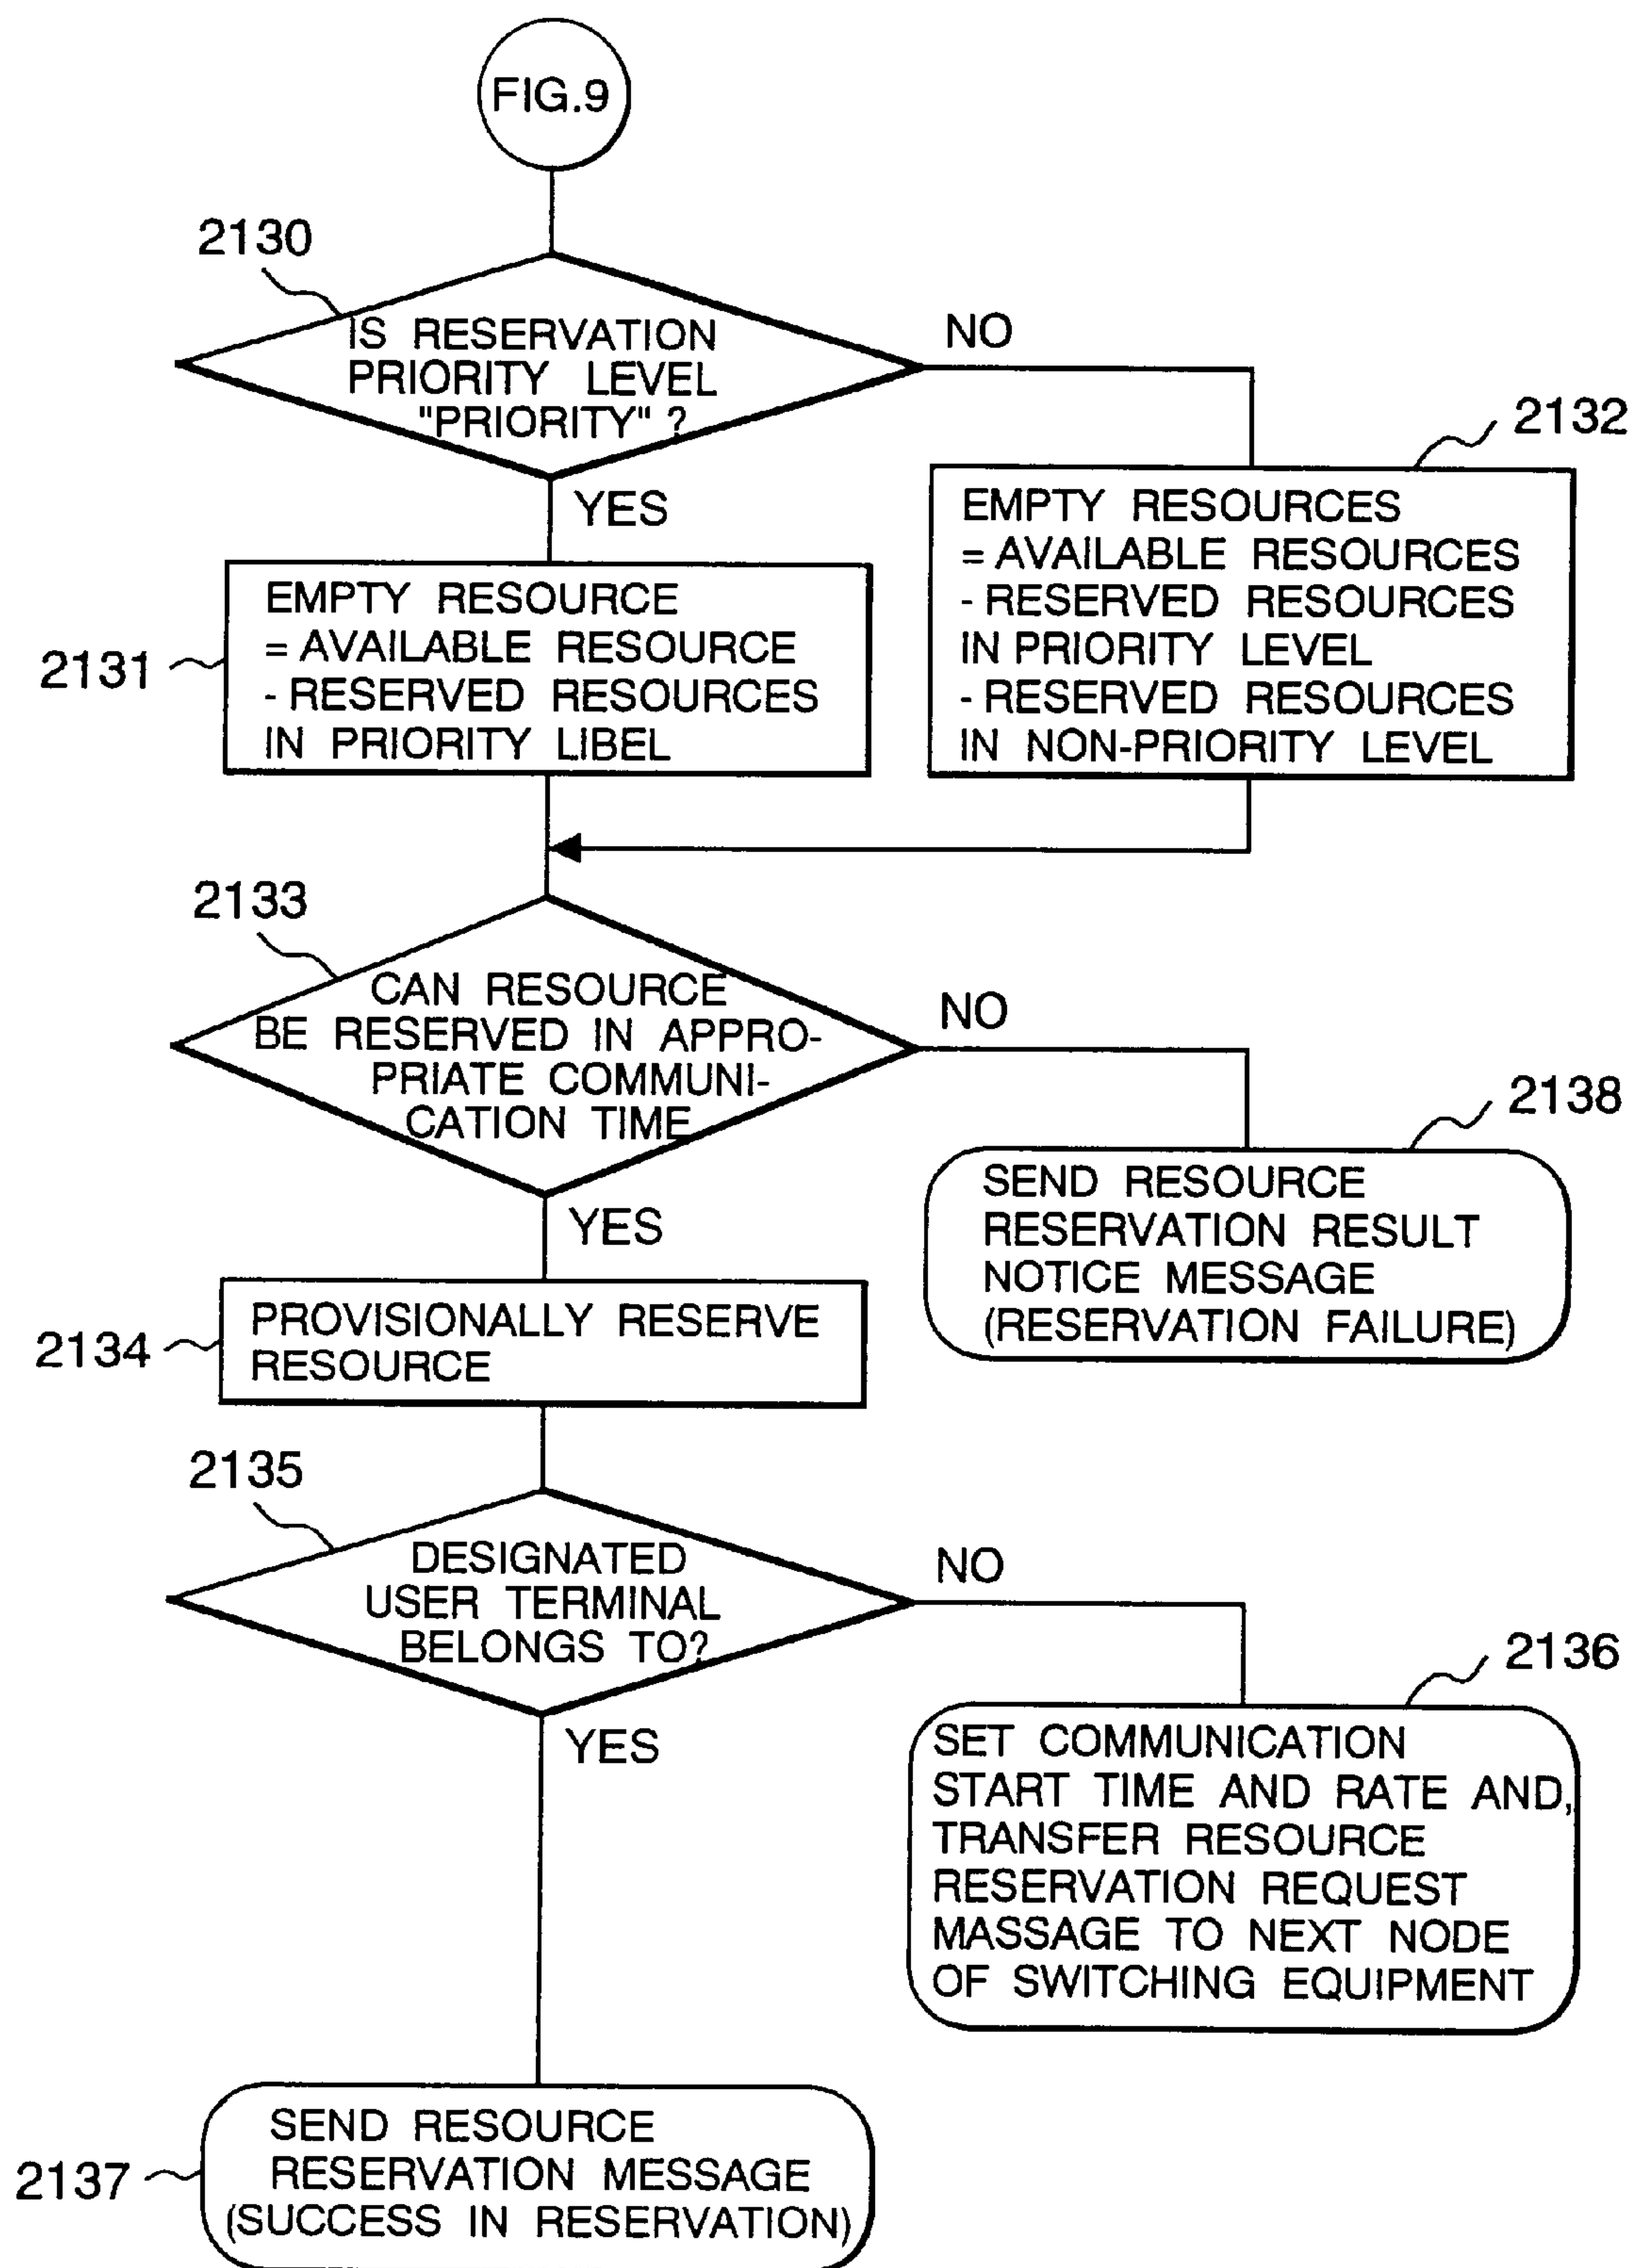 FIG.9
2130
IS RESERVATION
PRIORITY LEVEL
"PRIORITY" ?
NO
YES
2132
EMPTY RESOURCES
= AVAILABLE RESOURCES
- RESERVED RESOURCES
IN PRIORITY LEVEL
- RESERVED RESOURCES
IN NON-PRIORITY LEVEL
2131
EMPTY RESOURCE
= AVAILABLE RESOURCE
- RESERVED RESOURCES
IN PRIORITY LIBEL
2133
CAN RESOURCE
BE RESERVED IN APPRO-
PRIATE COMMUNI-
CATION TIME
NO
YES
2138
SEND RESOURCE
RESERVATION RESULT
NOTICE MESSAGE
(RESERVATION FAILURE)
2134
PROVISIONALLY RESERVE
RESOURCE
2135
DESIGNATED
USER TERMINAL
BELONGS TO?
NO
YES
2136
SET COMMUNICATION
START TIME AND RATE AND,
TRANSFER RESOURCE
RESERVATION REQUEST
MASSAGE TO NEXT NODE
OF SWITCHING EQUIPMENT
2137
SEND RESOURCE
RESERVATION MESSAGE
(SUCCESS IN RESERVATION)